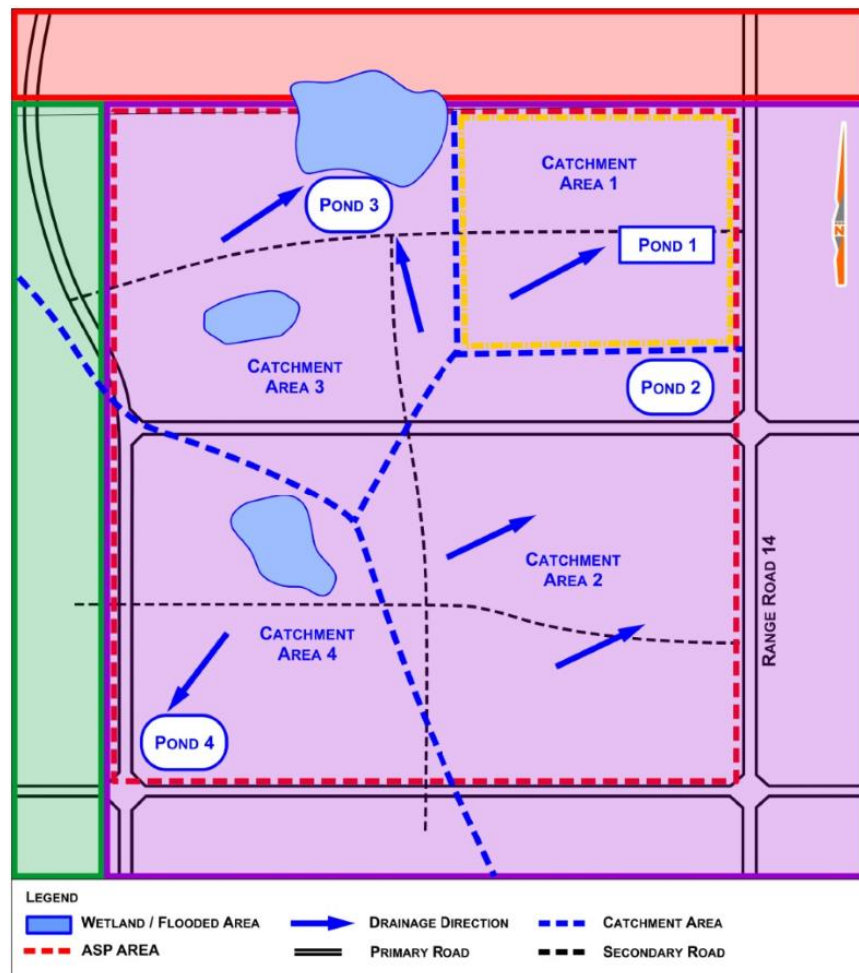 CATCHMENT
AREA 1
POND 3
POND 1
N
CATCHMENT
AREA 3
POND 2
CATCHMENT
AREA 2
RANGE ROAD 14
CATCHMENT
AREA 4
POND 4
LEGEND
WETLAND / FLOODED AREA
DRAINAGE DIRECTION
CATCHMENT AREA
ASP AREA
PRIMARY ROAD
SECONDARY ROAD